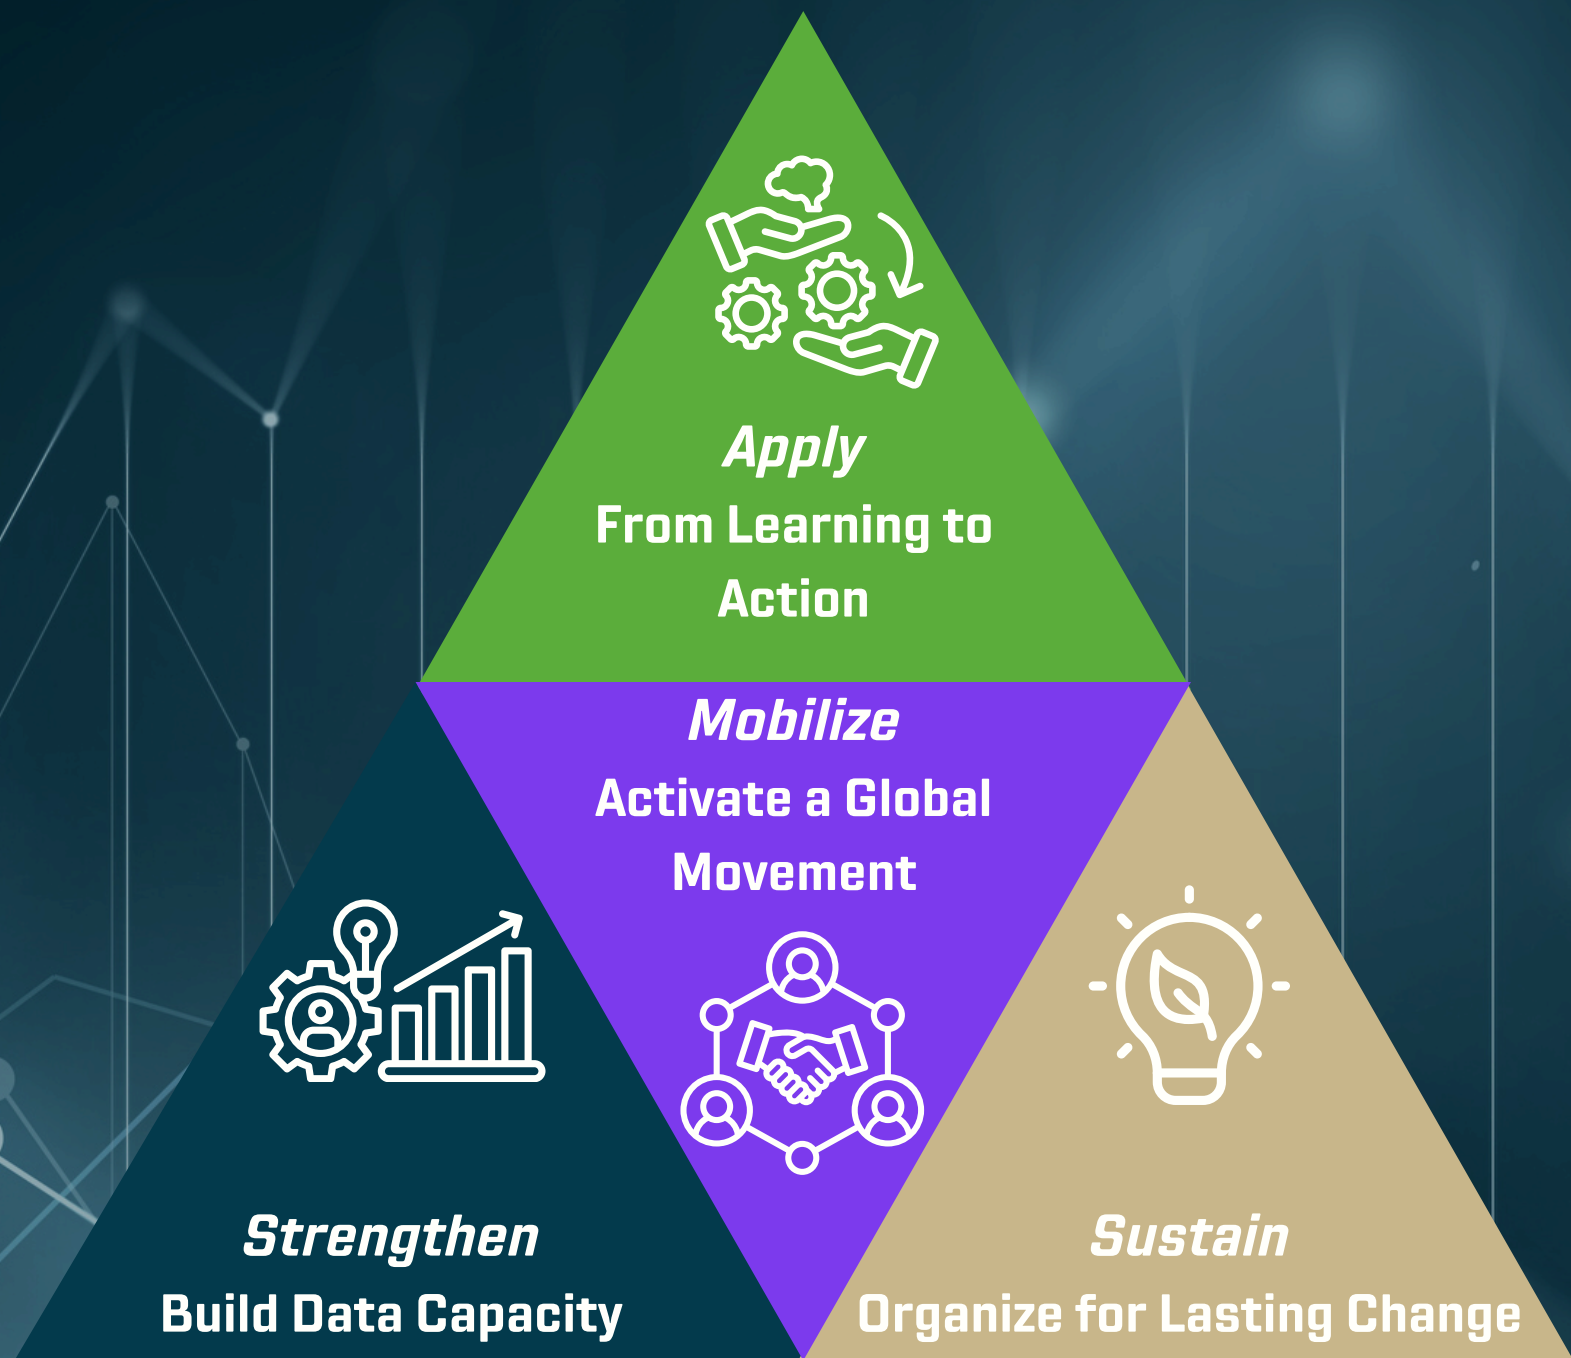 Apply
From Learning to
Action
Mobilize
Activate a Global
Movement
Strengthen
Build Data Capacity
Sustain
Organize for Lasting Change